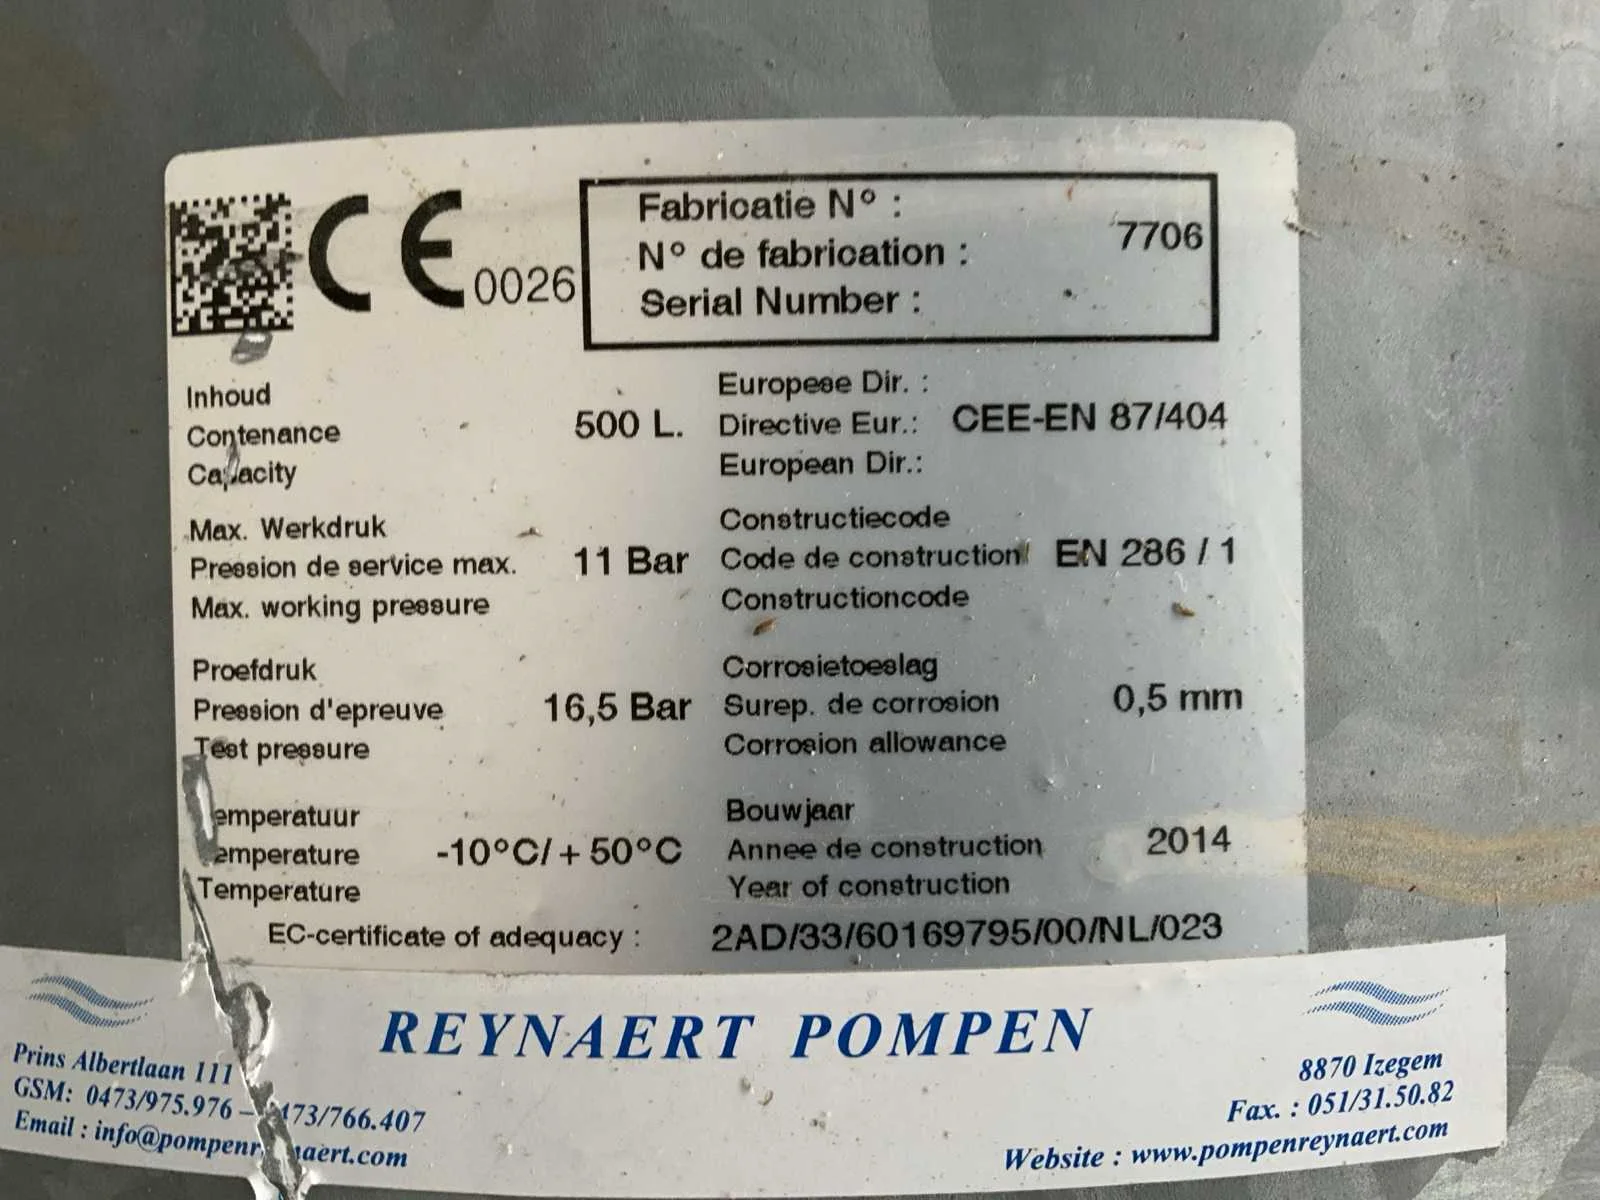 CE 0026
Fabricatie Nº :
Nº de fabrication : 7706
Serial Number :
Inhoud
Contenance 500 L.
Capacity
Europese Dir. :
Directive Eur.: CEE-EN 87/404
European Dir.:
Max. Werkdruk
Pression de service max. 11 Bar
Max. working pressure
Constructiecode
Code de construction EN 286 / 1
Constructioncode
Proefdruk
Pression d'epreuve 16,5 Bar
Test pressure
Corrosietoeslag
Surep. de corrosion 0,5 mm
Corrosion allowance
emperatuur
emperature -10°C/ + 50°C
Temperature
Bouwjaar
Annee de construction 2014
Year of construction
EC-certificate of adequacy : 2AD/33/60169795/00/NL/023
REYNAERT POMPEN
Prins Albertlaan 111
GSM: 0473/975.976 – 473/766.407
Email : info@pompenr aert.com
8870 Izegem
Fax. : 051/31.50.82
Website : www.pompenreynaert.com